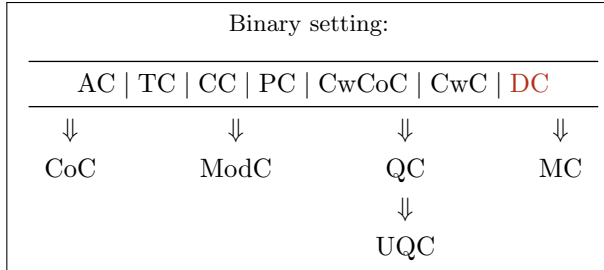 Binary setting:
AC | TC | CC | PC | CwCoC | CwC | DC
⇓ ⇓ ⇓ ⇓
CoC ModC QC MC
⇓
UQC